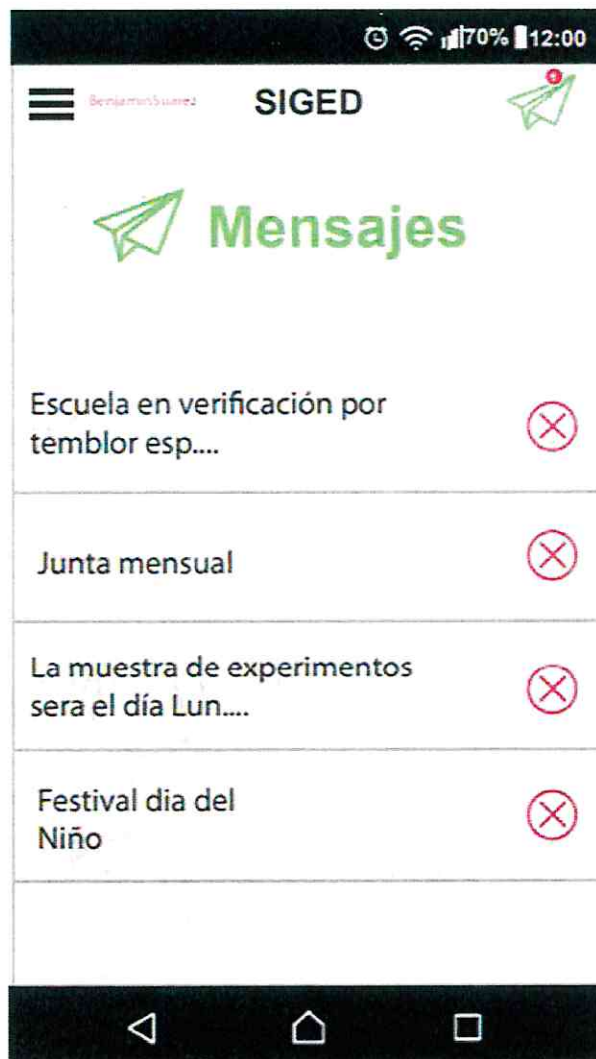 70% 12:00
BenjaminSuarez SIGED
Mensajes
Escuela en verificación por
temblor esp....
Junta mensual
La muestra de experimentos
sera el día Lun....
Festival dia del
Niño